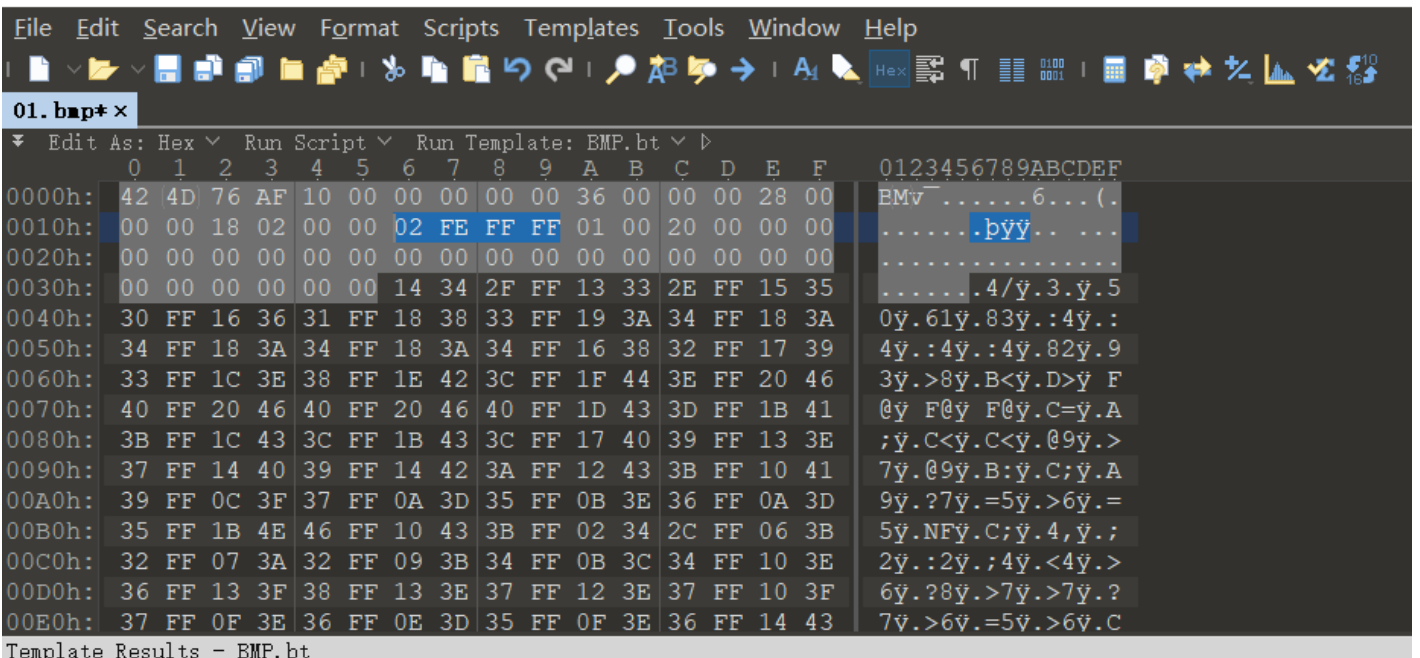 File Edit Search View Format Scripts Templates Tools Window Help
Hex
01.bmp* ×
Edit As: Hex Run Script Run Template: BMP.bt
0 1 2 3 4 5 6 7 8 9 A B C D E F 0123456789ABCDEF
0000h: 42 4D 76 AF 10 00 00 00 00 00 36 00 00 00 28 00 BMv¯......6...(.
0010h: 00 00 18 02 00 00 02 FE FF FF 01 00 20 00 00 00 .......þÿÿ.. ...
0020h: 00 00 00 00 00 00 00 00 00 00 00 00 00 00 00 00 ................
0030h: 00 00 00 00 00 00 14 34 2F FF 13 33 2E FF 15 35 .......4/ÿ.3.ÿ.5
0040h: 30 FF 16 36 31 FF 18 38 33 FF 19 3A 34 FF 18 3A 0ÿ.61ÿ.83ÿ.:4ÿ.:
0050h: 34 FF 18 3A 34 FF 18 3A 34 FF 16 38 32 FF 17 39 4ÿ.:4ÿ.:4ÿ.82ÿ.9
0060h: 33 FF 1C 3E 38 FF 1E 42 3C FF 1F 44 3E FF 20 46 3ÿ.>8ÿ.B<ÿ.D>ÿ F
0070h: 40 FF 20 46 40 FF 20 46 40 FF 1D 43 3D FF 1B 41 @ÿ F@ÿ F@ÿ.C=ÿ.A
0080h: 3B FF 1C 43 3C FF 1B 43 3C FF 17 40 39 FF 13 3E ;ÿ.C<ÿ.C<ÿ.@9ÿ.>
0090h: 37 FF 14 40 39 FF 14 42 3A FF 12 43 3B FF 10 41 7ÿ.@9ÿ.B:ÿ.C;ÿ.A
00A0h: 39 FF 0C 3F 37 FF 0A 3D 35 FF 0B 3E 36 FF 0A 3D 9ÿ.?7ÿ.=5ÿ.>6ÿ.=
00B0h: 35 FF 1B 4E 46 FF 10 43 3B FF 02 34 2C FF 06 3B 5ÿ.NFÿ.C;ÿ.4,ÿ.;
00C0h: 32 FF 07 3A 32 FF 09 3B 34 FF 0B 3C 34 FF 10 3E 2ÿ.:2ÿ.;4ÿ.<4ÿ.>
00D0h: 36 FF 13 3F 38 FF 13 3E 37 FF 12 3E 37 FF 10 3F 6ÿ.?8ÿ.>7ÿ.>7ÿ.?
00E0h: 37 FF 0F 3E 36 FF 0E 3D 35 FF 0F 3E 36 FF 14 43 7ÿ.>6ÿ.=5ÿ.>6ÿ.C
Template Results - BMP.bt